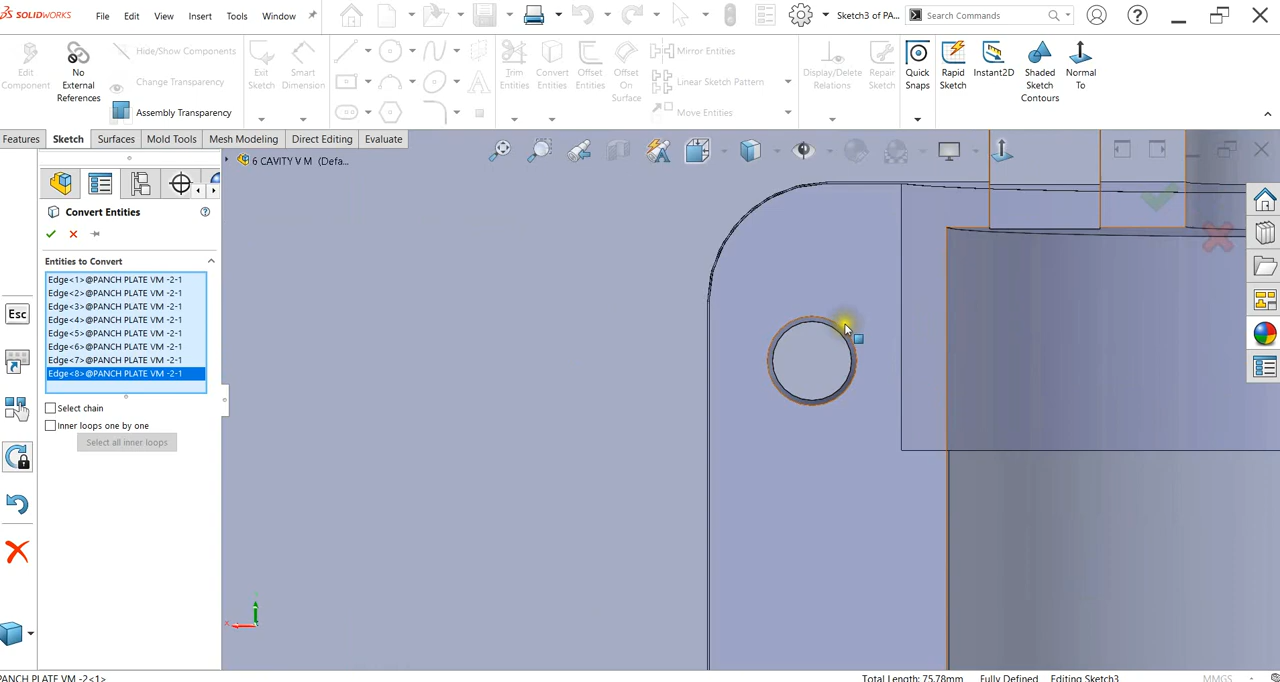 SOLIDWORKS File Edit View Insert Tools Window Sketch3 of PA... Search Commands
Edit Component
No External References
Hide/Show Components
Change Transparency
Assembly Transparency
Exit Sketch
Smart Dimension
Trim Entities
Convert Entities
Offset Entities
Offset On Surface
Mirror Entities
Linear Sketch Pattern
Move Entities
Display/Delete Relations
Repair Sketch
Quick Snaps
Rapid Sketch
Instant2D
Shaded Sketch Contours
Normal To
Features Sketch Surfaces Mold Tools Mesh Modeling Direct Editing Evaluate
6 CAVITY V M (Defa...
Convert Entities
Entities to Convert
Edge<1>@PANCH PLATE VM -2-1
Edge<2>@PANCH PLATE VM -2-1
Edge<3>@PANCH PLATE VM -2-1
Edge<4>@PANCH PLATE VM -2-1
Edge<5>@PANCH PLATE VM -2-1
Edge<6>@PANCH PLATE VM -2-1
Edge<7>@PANCH PLATE VM -2-1
Edge<8>@PANCH PLATE VM -2-1
Esc
Select chain
Inner loops one by one
Select all inner loops
PANCH PLATE VM -2<1> Total Length: 75.78mm Fully Defined Editing Sketch3 MMGS